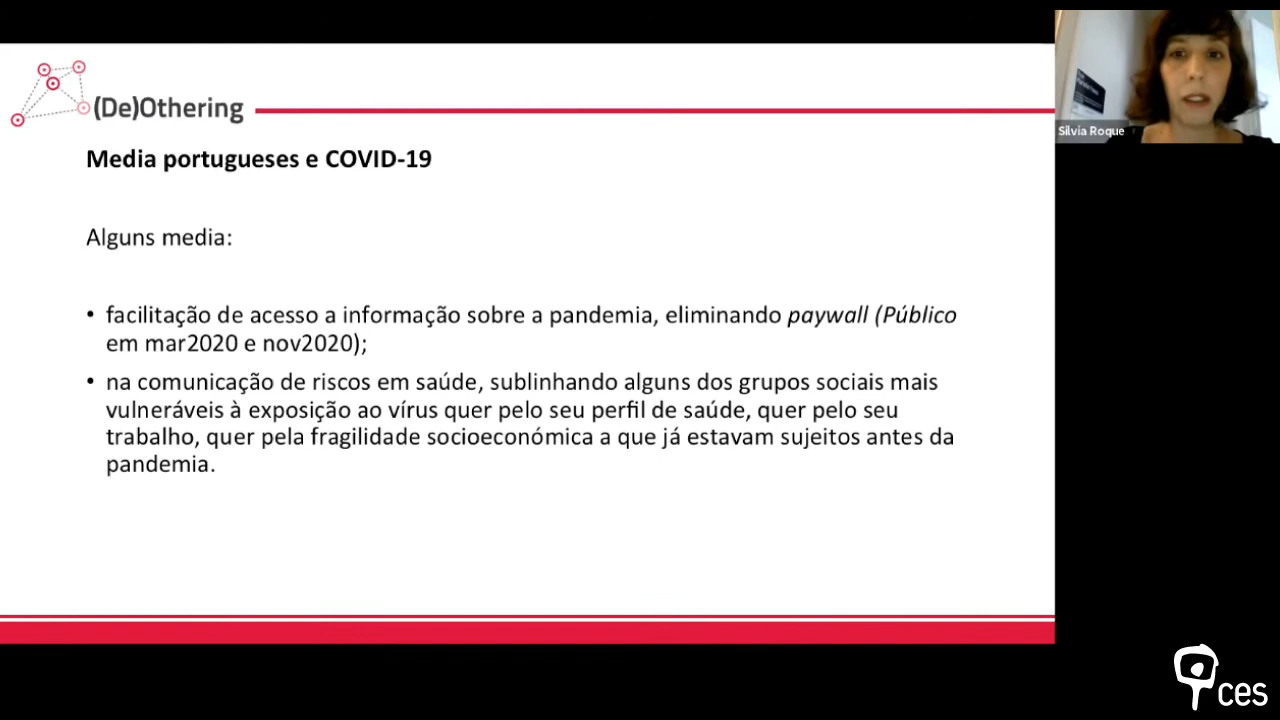 (De)Othering
Silvia Roque
Media portugueses e COVID-19
Alguns media:
• facilitação de acesso a informação sobre a pandemia, eliminando paywall (Público
em mar2020 e nov2020);
• na comunicação de riscos em saúde, sublinhando alguns dos grupos sociais mais
vulneráveis à exposição ao vírus quer pelo seu perfil de saúde, quer pelo seu
trabalho, quer pela fragilidade socioeconómica a que já estavam sujeitos antes da
pandemia.
ces